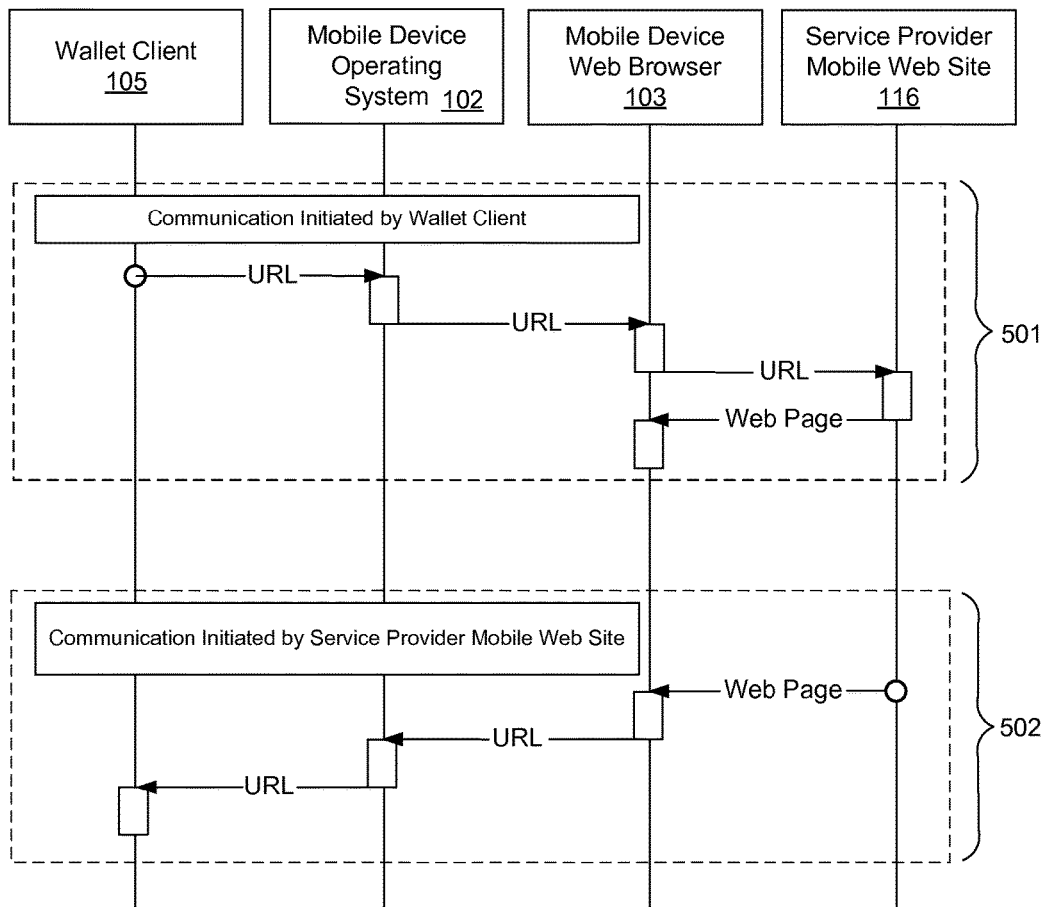 Wallet Client
105
Mobile Device
Operating
System 102
Mobile Device
Web Browser
103
Service Provider
Mobile Web Site
116
Communication Initiated by Wallet Client
URL
URL
URL
Web Page
501
Communication Initiated by Service Provider Mobile Web Site
Web Page
URL
URL
502